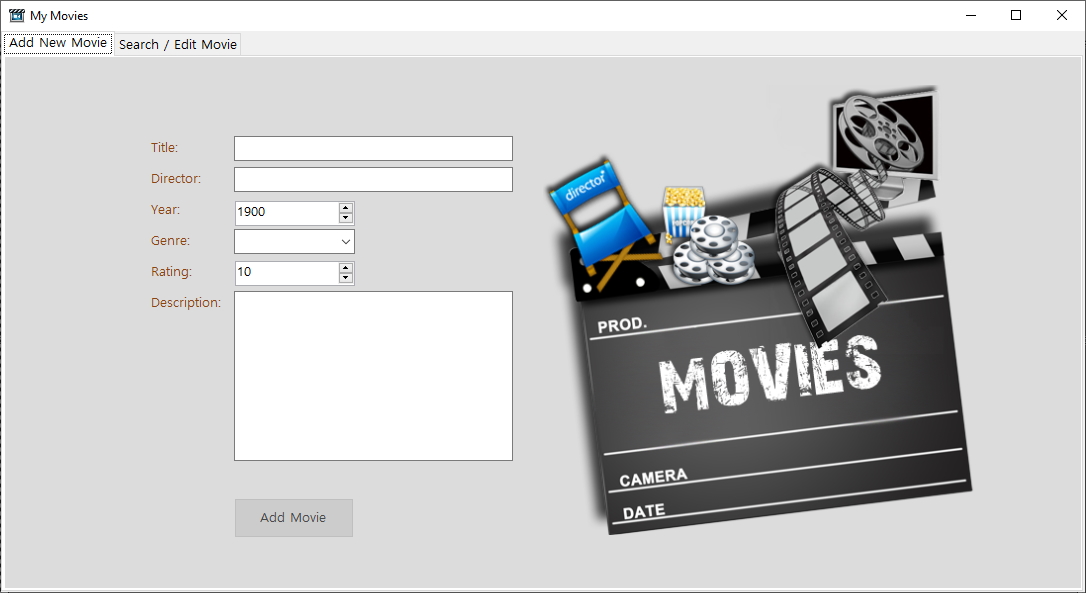 My Movies
Add New Movie
Search / Edit Movie
Title:
Director:
Year:
1900
Genre:
Rating:
10
Description:
Add Movie
director
POPCORN
PROD.
MOVIES
CAMERA
DATE